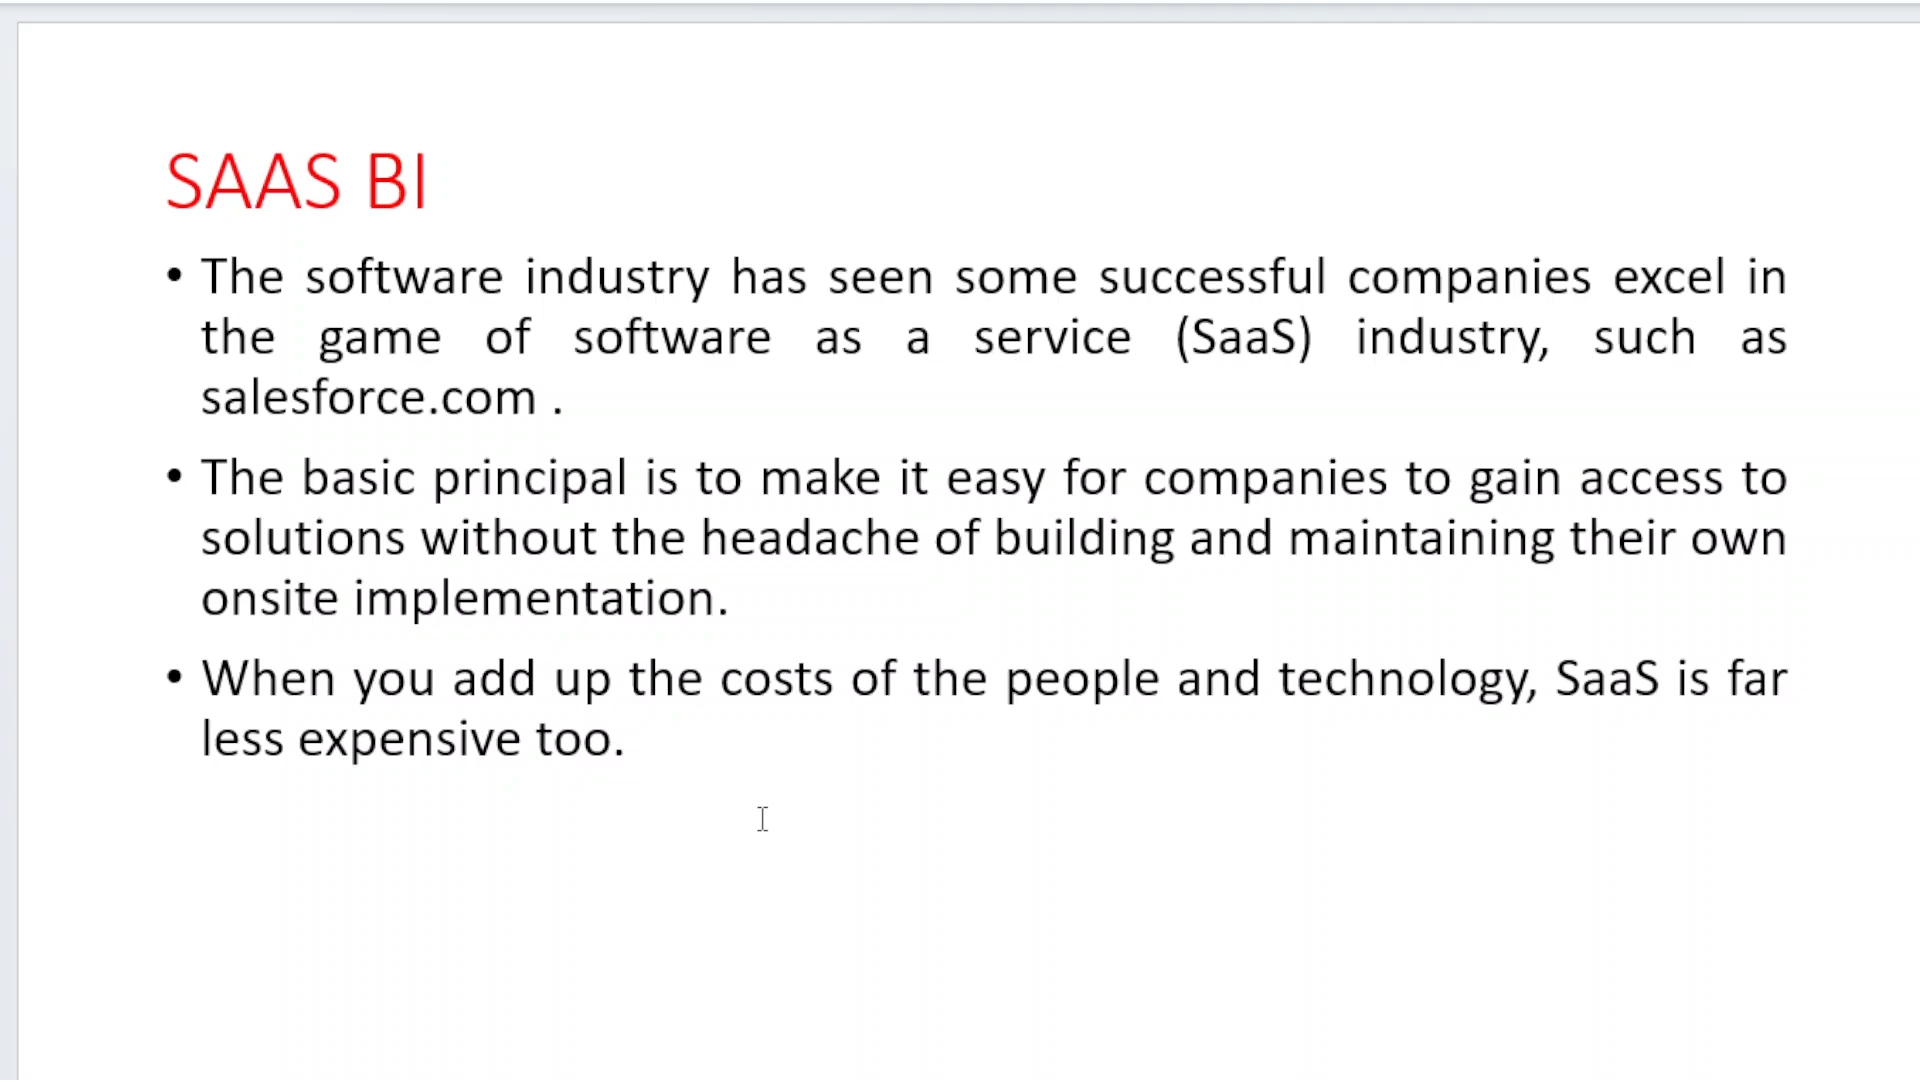 SAAS BI
• The software industry has seen some successful companies excel in
the game of software as a service (SaaS) industry, such as
salesforce.com .
• The basic principal is to make it easy for companies to gain access to
solutions without the headache of building and maintaining their own
onsite implementation.
• When you add up the costs of the people and technology, SaaS is far
less expensive too.